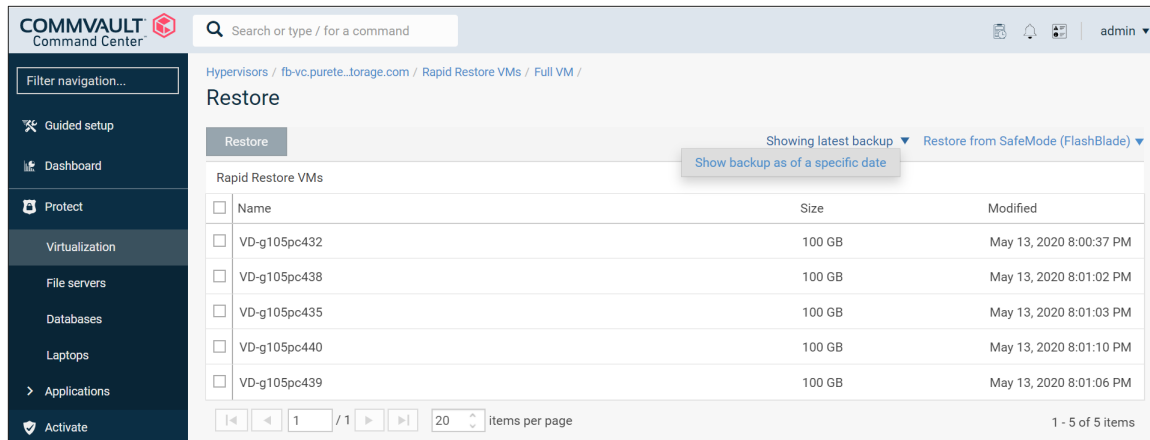 COMMVAULT
Command Center
Search or type / for a command
admin
Filter navigation...
Guided setup
Dashboard
Protect
Virtualization
File servers
Databases
Laptops
Applications
Activate
Hypervisors / fb-vc.purete...torage.com / Rapid Restore VMs / Full VM /
Restore
Restore
Showing latest backup
Restore from SafeMode (FlashBlade)
Show backup as of a specific date
Rapid Restore VMs
Name Size Modified
VD-g105pc432 100 GB May 13, 2020 8:00:37 PM
VD-g105pc438 100 GB May 13, 2020 8:01:02 PM
VD-g105pc435 100 GB May 13, 2020 8:01:03 PM
VD-g105pc440 100 GB May 13, 2020 8:01:10 PM
VD-g105pc439 100 GB May 13, 2020 8:01:06 PM
1 / 1 20 items per page 1 - 5 of 5 items